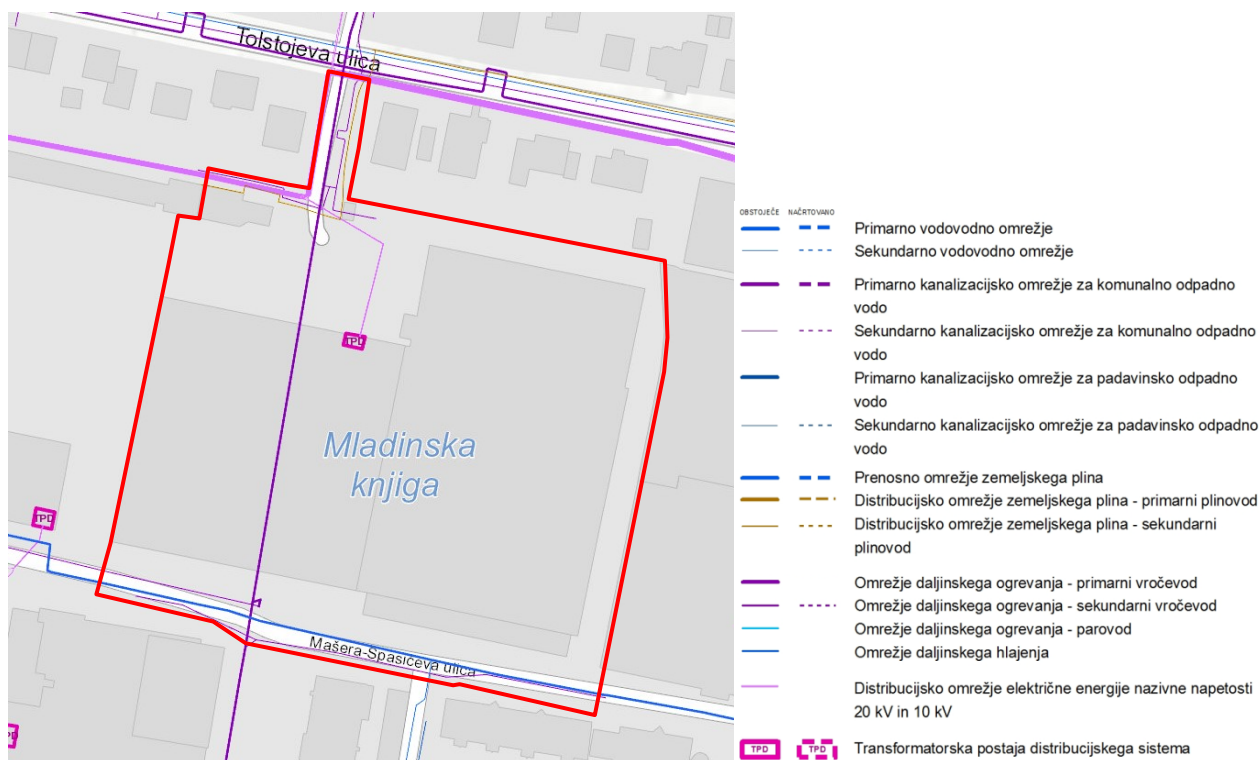 Tolstojeva ulica
TPD
Mladinska
knjiga
TPD
Mašera-Spasičeva ulica
TPD
OBSTOJEČE NAČRTOVANO
Primarno vodovodno omrežje
Sekundarno vodovodno omrežje
Primarno kanalizacijsko omrežje za komunalno odpadno
vodo
Sekundarno kanalizacijsko omrežje za komunalno odpadno
vodo
Primarno kanalizacijsko omrežje za padavinsko odpadno
vodo
Sekundarno kanalizacijsko omrežje za padavinsko odpadno
vodo
Prenosno omrežje zemeljskega plina
Distribucijsko omrežje zemeljskega plina - primarni plinovod
Distribucijsko omrežje zemeljskega plina - sekundarni
plinovod
Omrežje daljinskega ogrevanja - primarni vročevod
Omrežje daljinskega ogrevanja - sekundarni vročevod
Omrežje daljinskega ogrevanja - parovod
Omrežje daljinskega hlajenja
Distribucijsko omrežje električne energije nazivne napetosti
20 kV in 10 kV
TPD TPD Transformatorska postaja distribucijskega sistema